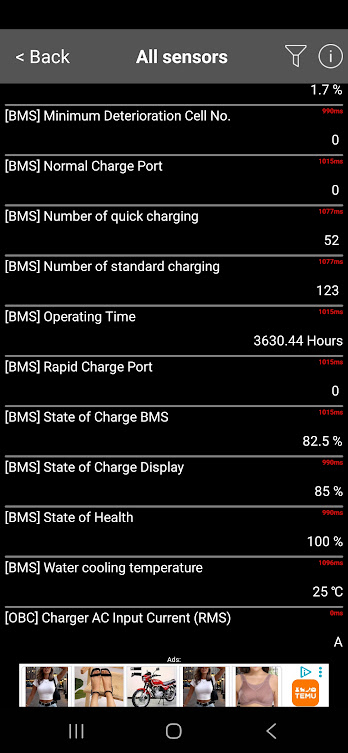 < Back
All sensors
i
1.7 %
[BMS] Minimum Deterioration Cell No.
990ms
0
[BMS] Normal Charge Port
1015ms
0
[BMS] Number of quick charging
1077ms
52
[BMS] Number of standard charging
1077ms
123
[BMS] Operating Time
1015ms
3630.44 Hours
[BMS] Rapid Charge Port
1015ms
0
[BMS] State of Charge BMS
1015ms
82.5 %
[BMS] State of Charge Display
990ms
85 %
[BMS] State of Health
990ms
100 %
[BMS] Water cooling temperature
1096ms
25 ℃
[OBC] Charger AC Input Current (RMS)
0ms
A
Ads:
TEMU